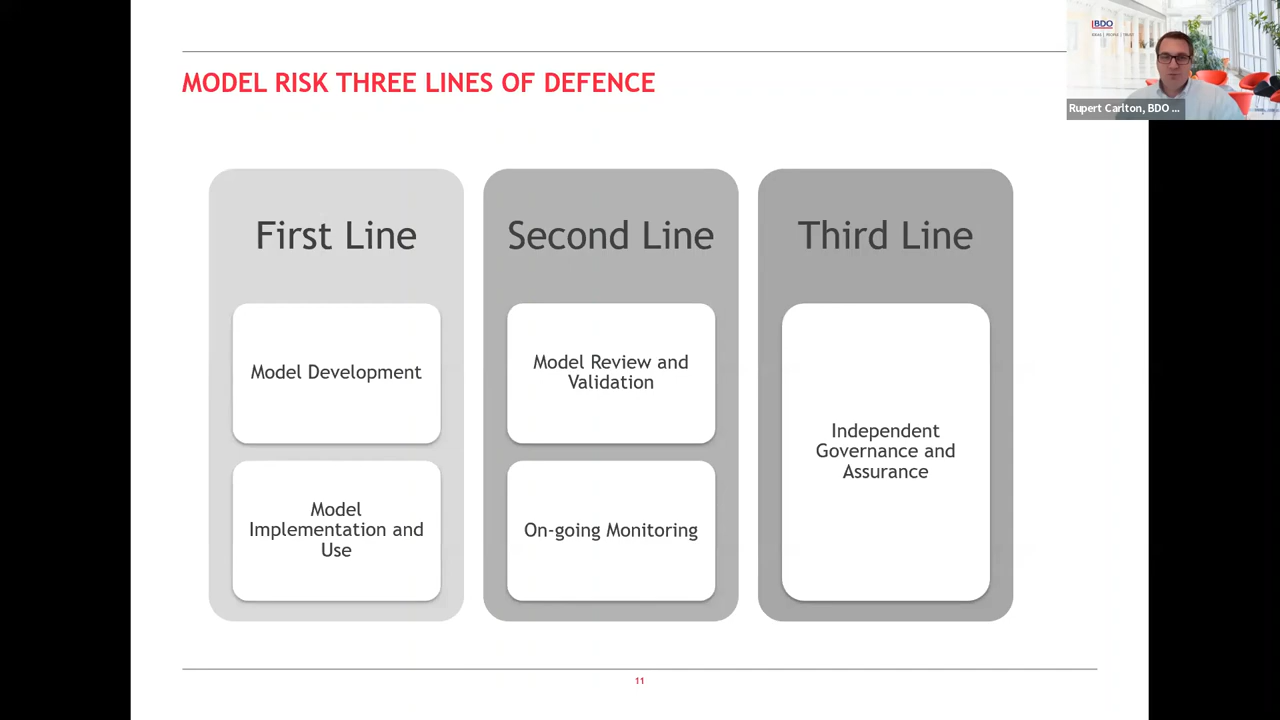 MODEL RISK THREE LINES OF DEFENCE
BDO
Rupert Carlton, BDO ...
First Line
Second Line
Third Line
Model Development
Model Implementation and Use
Model Review and
Validation
On-going Monitoring
Independent
Governance and
Assurance
11